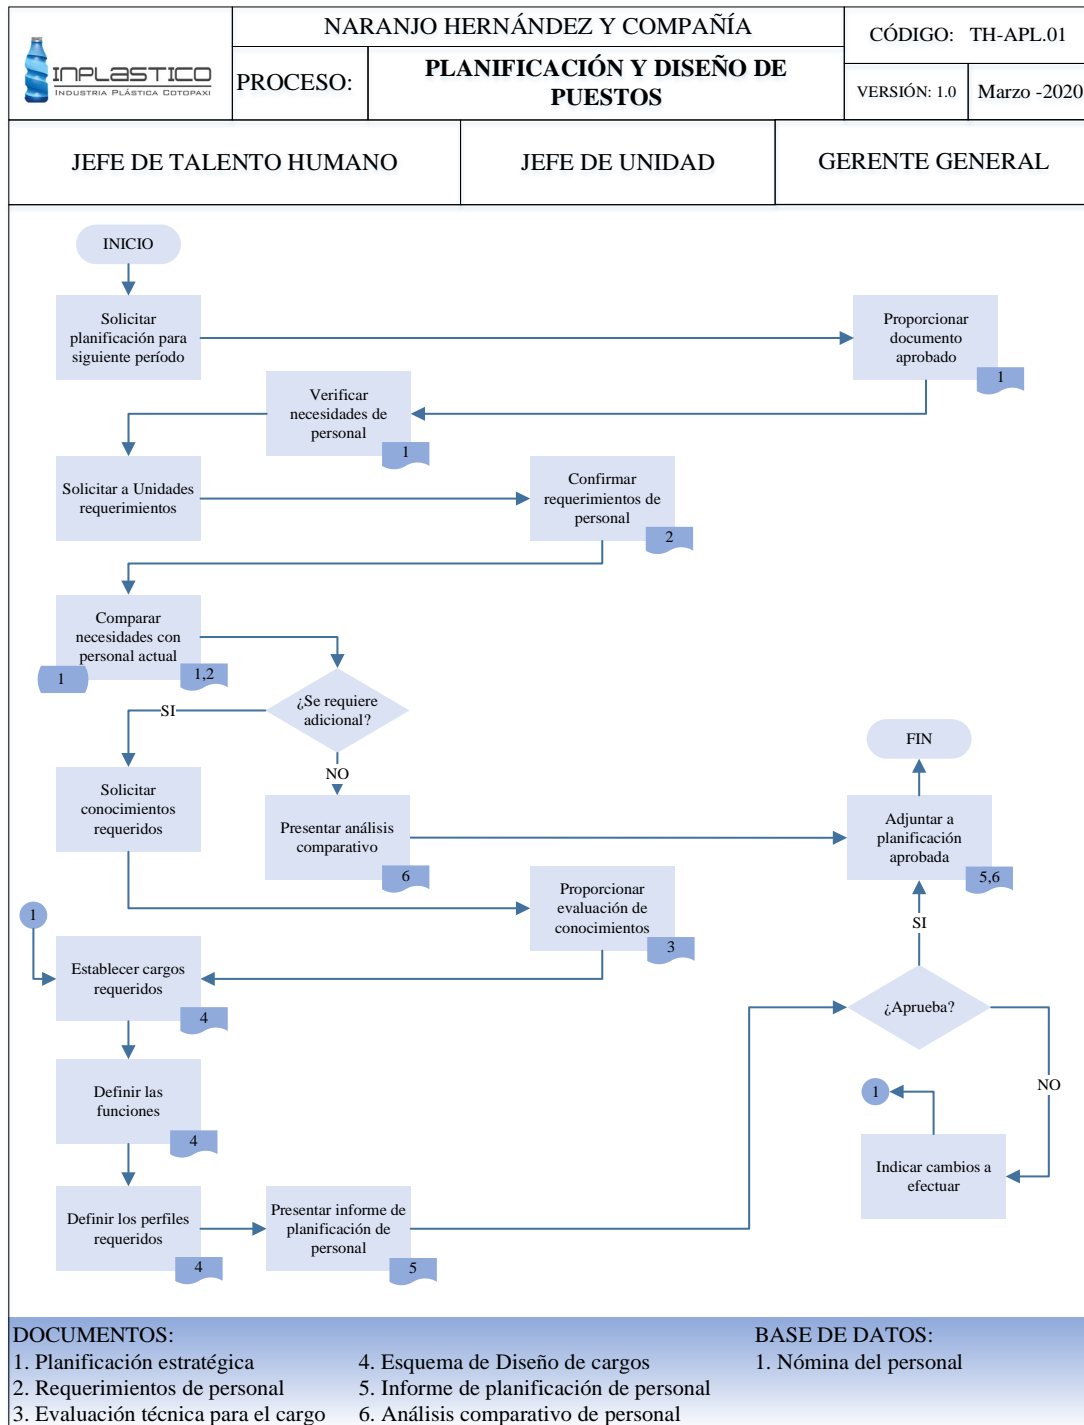 INPLASTICO
INDUSTRIA PLÁSTICA COTOPAXI
NARANJO HERNÁNDEZ Y COMPAÑÍA
CÓDIGO: TH-APL.01
PROCESO:
PLANIFICACIÓN Y DISEÑO DE
PUESTOS
VERSIÓN: 1.0
Marzo -2020
JEFE DE TALENTO HUMANO
JEFE DE UNIDAD
GERENTE GENERAL
INICIO
Solicitar
planificación para
siguiente período
Proporcionar
documento
aprobado
1
Verificar
necesidades de
personal
1
Solicitar a Unidades
requerimientos
Confirmar
requerimientos de
personal
2
Comparar
necesidades con
personal actual
1
1,2
¿Se requiere
adicional?
SI
NO
FIN
Solicitar
conocimientos
requeridos
Presentar análisis
comparativo
6
Adjuntar a
planificación
aprobada
5,6
Proporcionar
evaluación de
conocimientos
3
1
SI
Establecer cargos
requeridos
4
¿Aprueba?
NO
Definir las
funciones
4
1
Indicar cambios a
efectuar
Definir los perfiles
requeridos
4
Presentar informe de
planificación de
personal
5
DOCUMENTOS:
1. Planificación estratégica
2. Requerimientos de personal
3. Evaluación técnica para el cargo
4. Esquema de Diseño de cargos
5. Informe de planificación de personal
6. Análisis comparativo de personal
BASE DE DATOS:
1. Nómina del personal